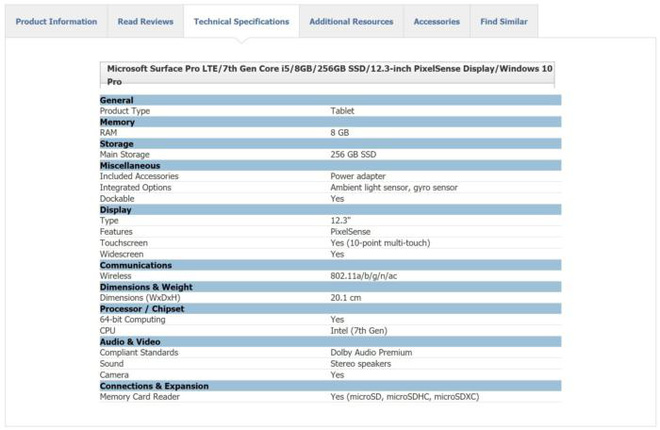 Product Information Read Reviews Technical Specifications Additional Resources Accessories Find Similar
Microsoft Surface Pro LTE/7th Gen Core i5/8GB/256GB SSD/12.3-inch PixelSense Display/Windows 10
Pro
General
Product Type Tablet
Memory
RAM 8 GB
Storage
Main Storage 256 GB SSD
Miscellaneous
Included Accessories Power adapter
Integrated Options Ambient light sensor, gyro sensor
Dockable Yes
Display
Type 12.3"
Features PixelSense
Touchscreen Yes (10-point multi-touch)
Widescreen Yes
Communications
Wireless 802.11a/b/g/n/ac
Dimensions & Weight
Dimensions (WxDxH) 20.1 cm
Processor / Chipset
64-bit Computing Yes
CPU Intel (7th Gen)
Audio & Video
Compliant Standards Dolby Audio Premium
Sound Stereo speakers
Camera Yes
Connections & Expansion
Memory Card Reader Yes (microSD, microSDHC, microSDXC)